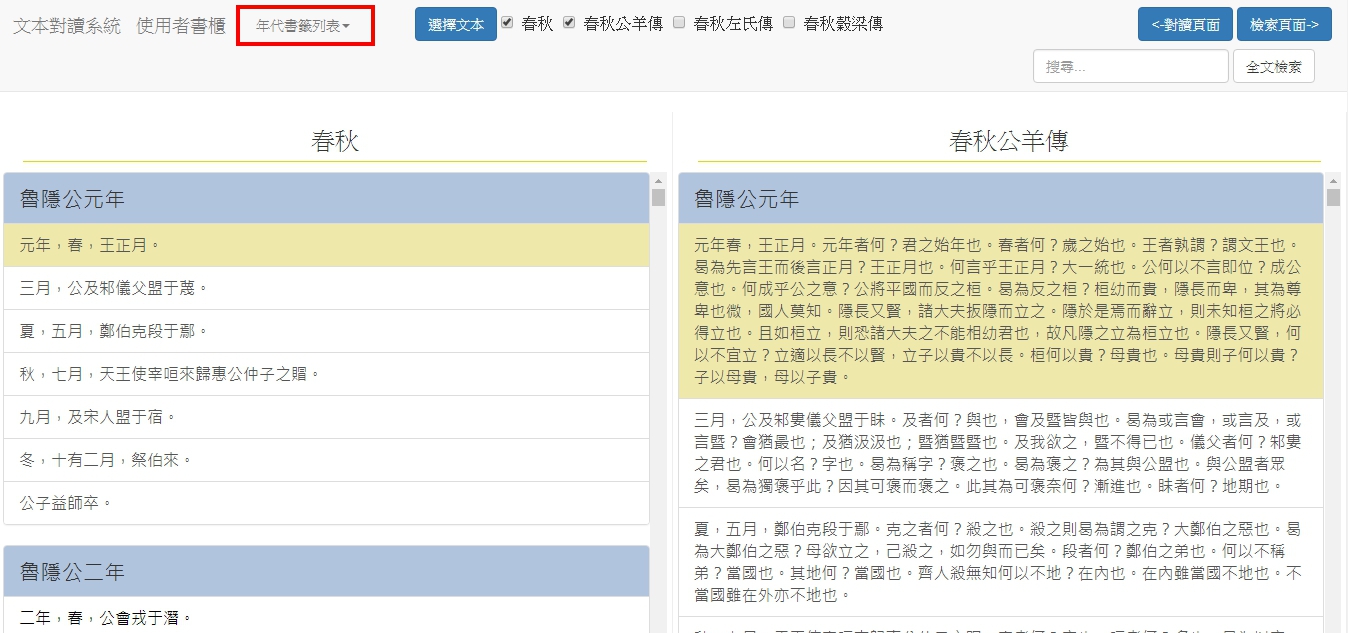 文本對讀系統 使用者書櫃 年代書籤列表 選擇文本 春秋 春秋公羊傳 春秋左氏傳 春秋穀梁傳 <-對讀頁面 檢索頁面->
搜尋... 全文檢索
春秋
魯隱公元年
元年，春，王正月。
三月，公及邾儀父盟于蔑。
夏，五月，鄭伯克段于鄢。
秋，七月，天王使宰咺來歸惠公仲子之賵。
九月，及宋人盟于宿。
冬，十有二月，祭伯來。
公子益師卒。
魯隱公二年
二年，春，公會戎于潛。
春秋公羊傳
魯隱公元年
元年春，王正月。元年者何？君之始年也。春者何？歲之始也。王者孰謂？謂文王也。
曷為先言王而後言正月？王正月也。何言乎王正月？大一統也。公何以不言即位？成公
意也。何成乎公之意？公將平國而反之桓。曷為反之桓？桓幼而貴，隱長而卑，其為尊
卑也微，國人莫知。隱長又賢，諸大夫扳隱而立之。隱於是焉而辭立，則未知桓之將必
得立也。且如桓立，則恐諸大夫之不能相幼君也，故凡隱之立為桓立也。隱長又賢，何
以不宜立？立適以長不以賢，立子以貴不以長。桓何以貴？母貴也。母貴則子何以貴？
子以母貴，母以子貴。
三月，公及邾婁儀父盟于眜。及者何？與也，會及暨皆與也。曷為或言會，或言及，或
言暨？會猶最也；及猶汲汲也；暨猶暨暨也。及我欲之，暨不得已也。儀父者何？邾婁
之君也。何以名？字也。曷為稱字？褒之也。曷為褒之？為其與公盟也。與公盟者眾
矣，曷為獨褒乎此？因其可褒而褒之。此其為可褒奈何？漸進也。眜者何？地期也。
夏，五月，鄭伯克段于鄢。克之者何？殺之也。殺之則曷為謂之克？大鄭伯之惡也。曷
為大鄭伯之惡？母欲立之，己殺之，如勿與而已矣。段者何？鄭伯之弟也。何以不稱
弟？當國也。其地何？當國也。齊人殺無知何以不地？在內也。在內雖當國不地也。不
當國雖在外亦不地也。